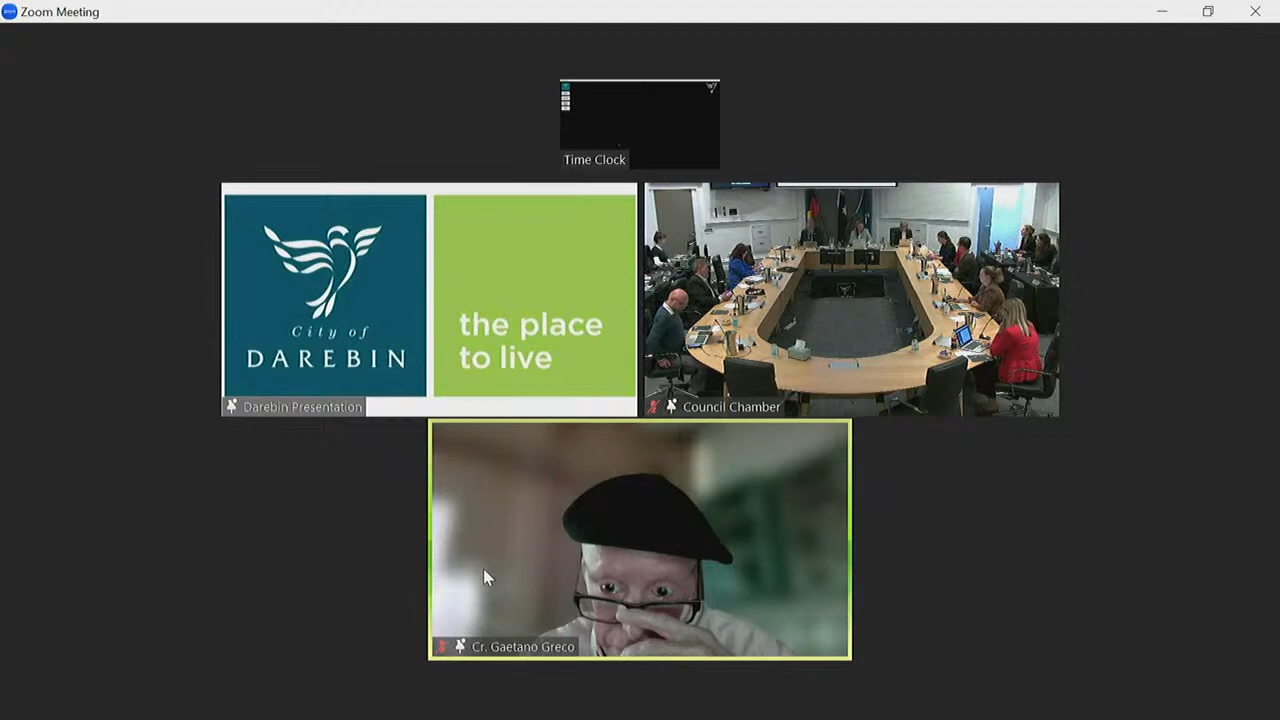 Zoom Meeting
Time Clock
City of
DAREBIN
the place
to live
Darebin Presentation
Council Chamber
Cr. Gaetano Greco